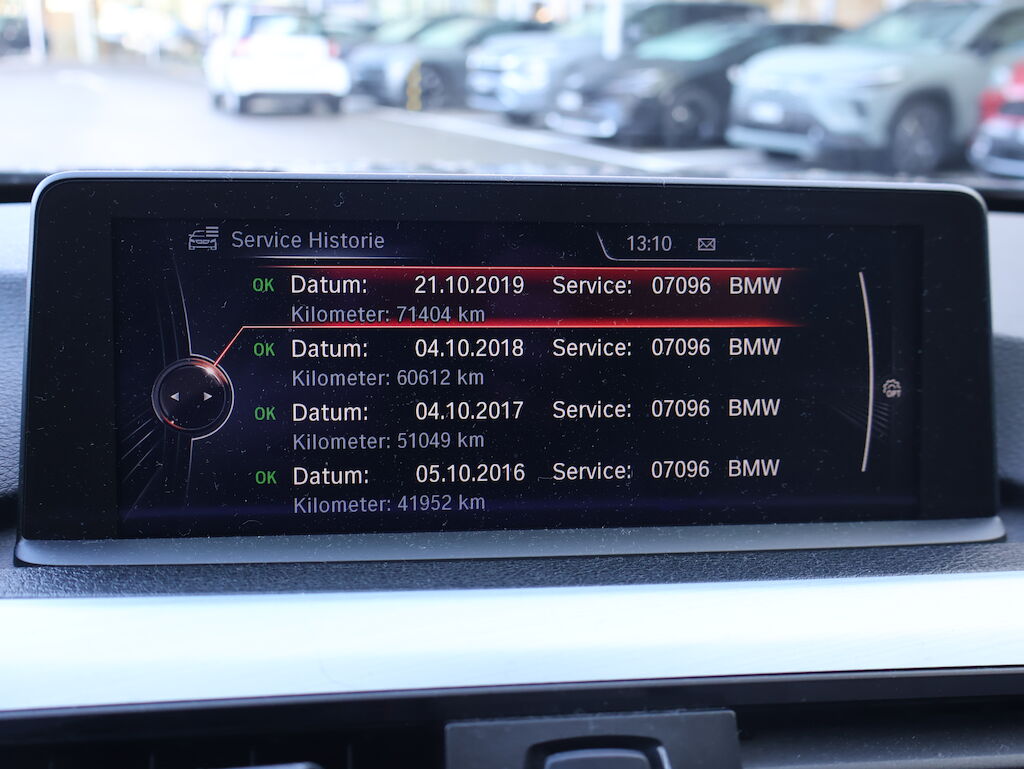 Service Historie
13:10
OK Datum: 21.10.2019 Service: 07096 BMW
Kilometer: 71404 km
OK Datum: 04.10.2018 Service: 07096 BMW
Kilometer: 60612 km
OK Datum: 04.10.2017 Service: 07096 BMW
Kilometer: 51049 km
OK Datum: 05.10.2016 Service: 07096 BMW
Kilometer: 41952 km
OPT